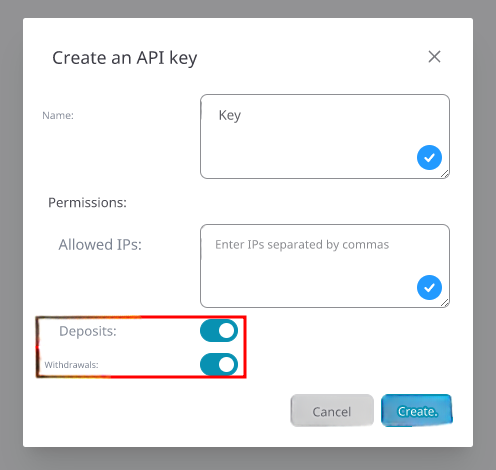 Create an API key
Name:
Key
Permissions:
Allowed IPs:
Enter IPs separated by commas
Deposits:
Withdrawals:
Cancel
Create.